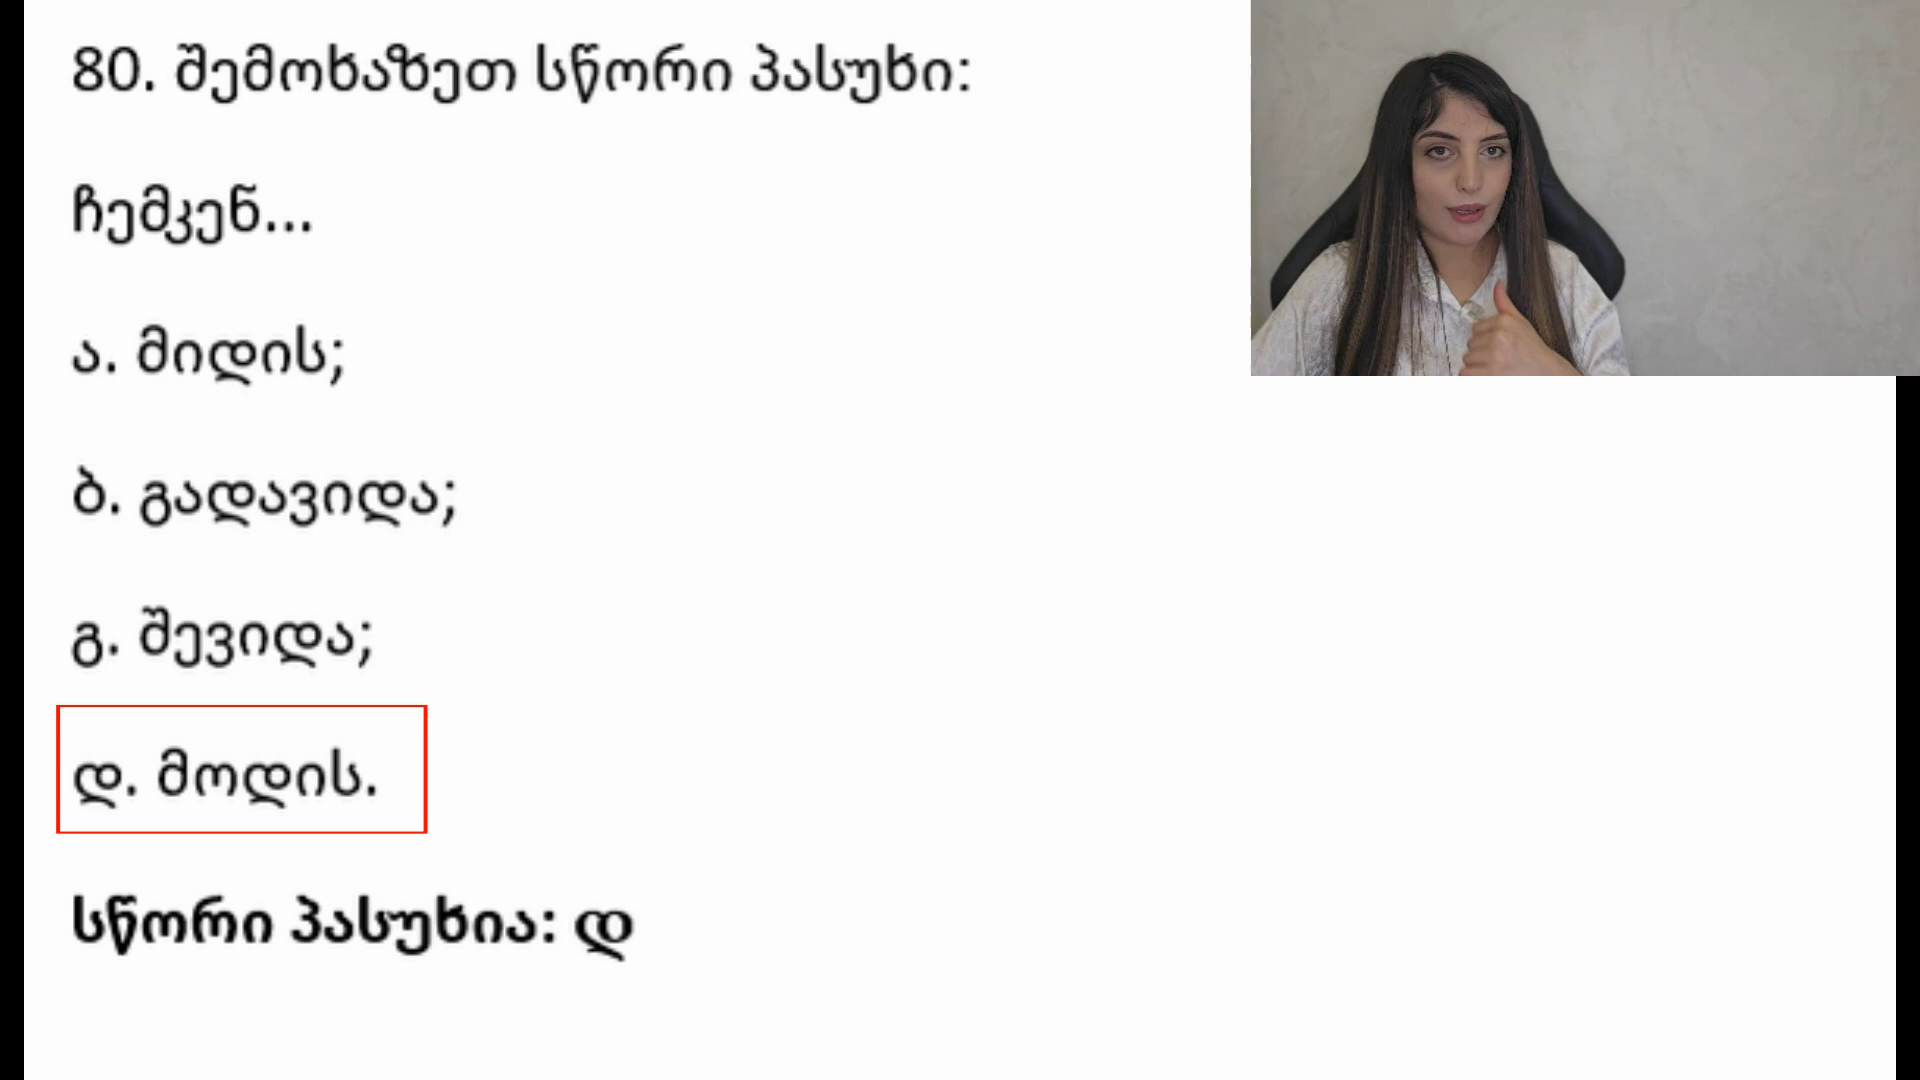 80. შემოხაზეთ სწორი პასუხი:
ჩემკენ...
ა. მიდის;
ბ. გადავიდა;
გ. შევიდა;
დ. მოდის.
სწორი პასუხია: დ